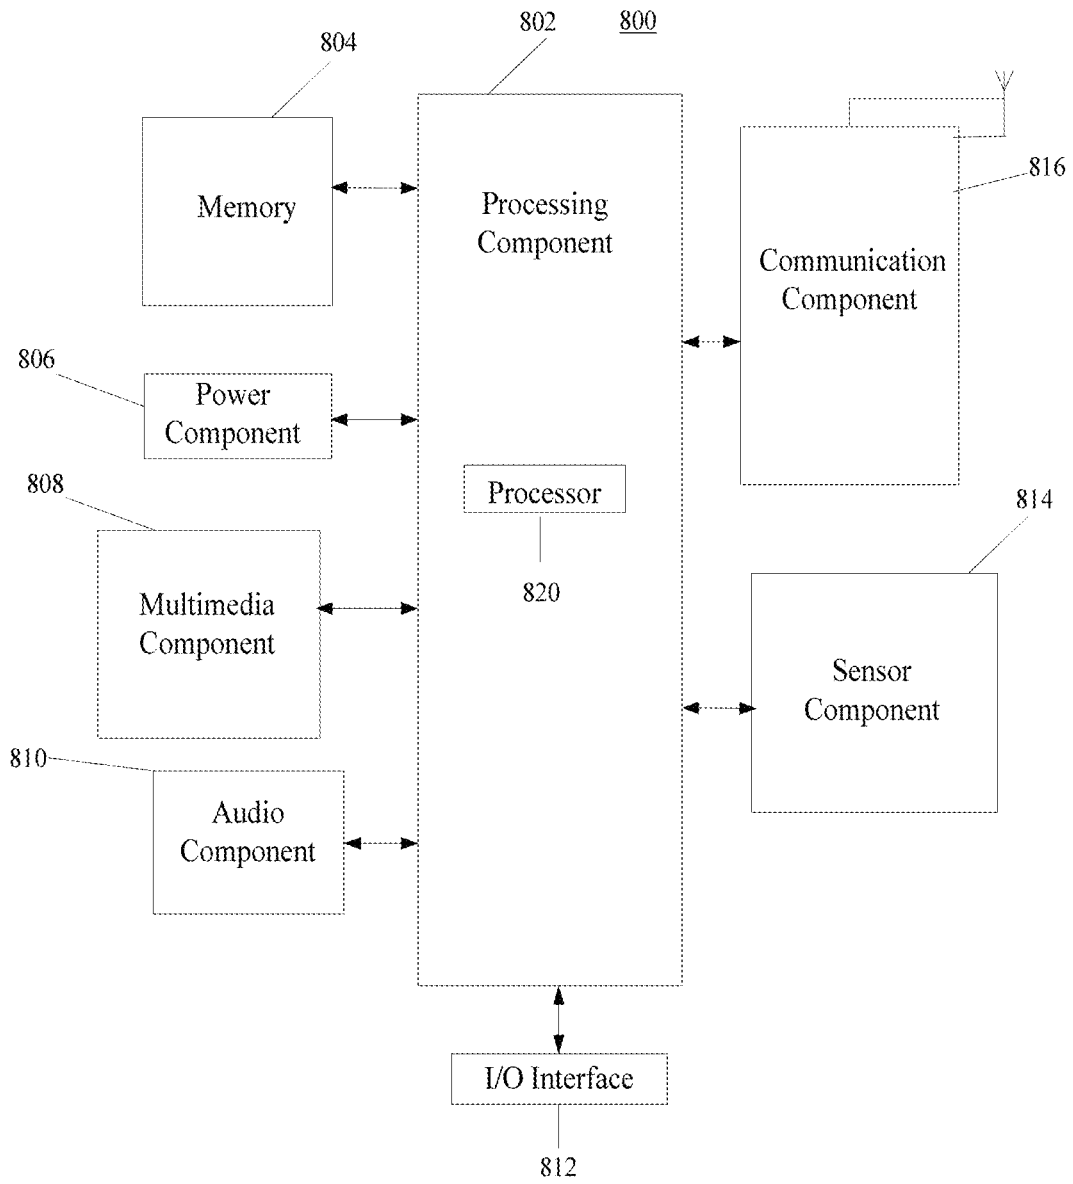 802
800
804
Memory
Processing
Component
816
Communication
Component
806
Power
Component
808
Processor
814
820
Multimedia
Component
Sensor
Component
810
Audio
Component
I/O Interface
812